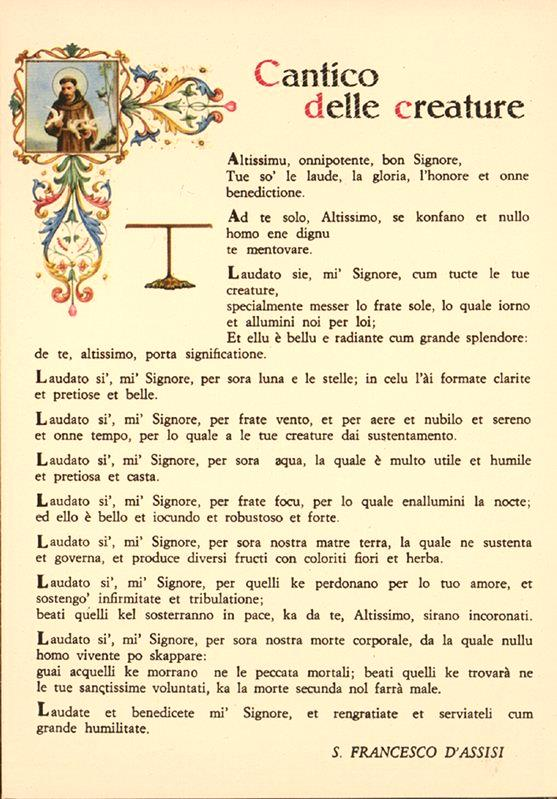 Cantico
delle creature
Altissimu, onnipotente, bon Signore,
Tue so' le laude, la gloria, l'honore et onne
benedictione.
Ad te solo, Altissimo, se konfano et nullo
homo ene dignu
te mentovare.
Laudato sie, mi' Signore, cum tucte le tue
creature,
specialmente messer lo frate sole, lo quale iorno
et allumini noi per loi;
Et ellu è bellu e radiante cum grande splendore:
de te, altissimo, porta significatione.
Laudato si', mi' Signore, per sora luna e le stelle; in celu l'ài formate clarite
et pretiose et belle.
Laudato si', mi' Signore, per frate vento, et per aere et nubilo et sereno
et onne tempo, per lo quale a le tue creature dai sustentamento.
Laudato si', mi' Signore, per sora aqua, la quale è multo utile et humile
et pretiosa et casta.
Laudato si', mi' Signore, per frate focu, per lo quale enallumini la nocte;
ed ello è bello et iocundo et robustoso et forte.
Laudato si', mi' Signore, per sora nostra matre terra, la quale ne sustenta
et governa, et produce diversi fructi con coloriti fiori et herba.
Laudato si', mi' Signore, per quelli ke perdonano per lo tuo amore, et
sostengo' infirmitate et tribulatione;
beati quelli kel sosterranno in pace, ka da te, Altissimo, sirano incoronati.
Laudato si', mi' Signore, per sora nostra morte corporale, da la quale nullu
homo vivente po skappare:
guai acquelli ke morrano ne le peccata mortali; beati quelli ke trovarà ne
le tue sanctissime voluntati, ka la morte secunda nol farrà male.
Laudate et benedicete mi' Signore, et rengratiate et serviateli cum
grande humilitate.
S. FRANCESCO D'ASSISI